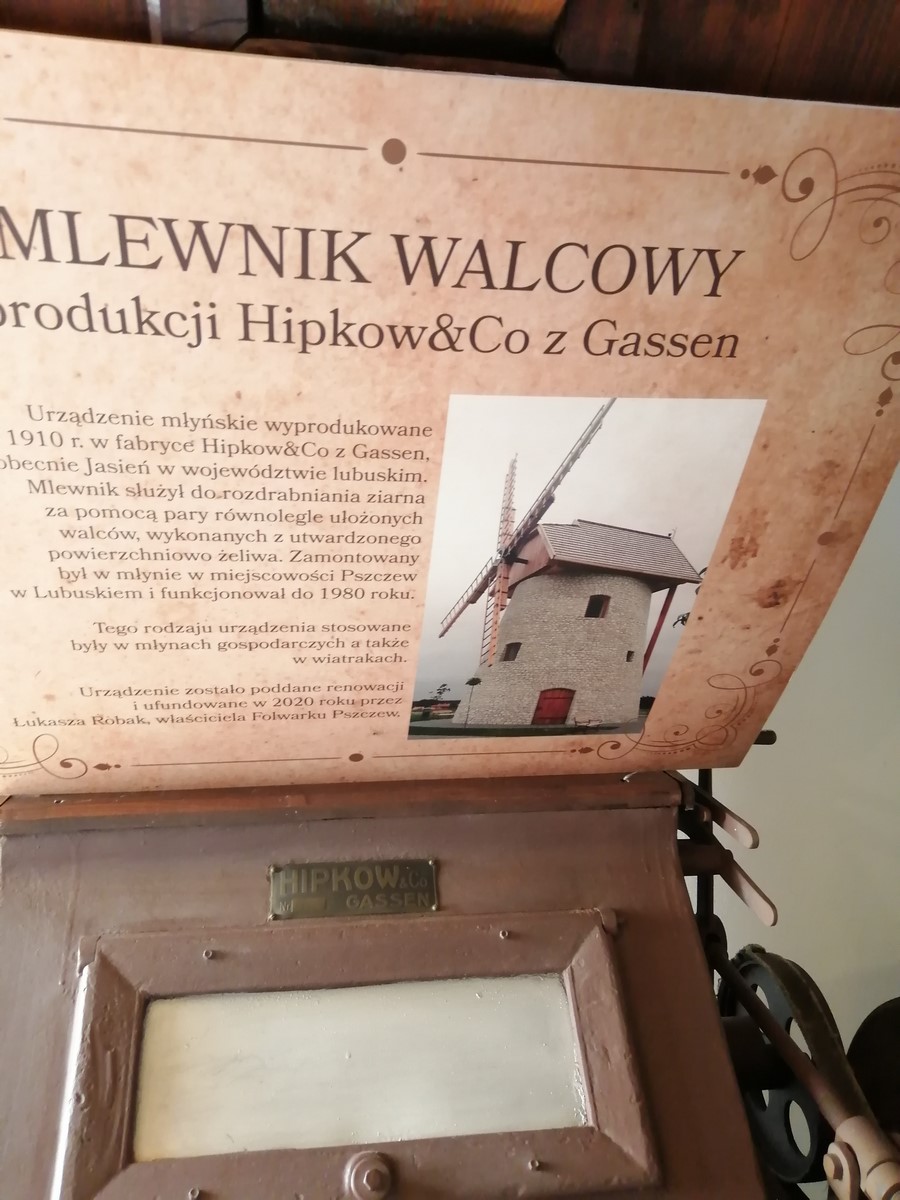 MLEWNIK WALCOWY
produkcji Hipkow&Co z Gassen
Urządzenie młyńskie wyprodukowane
1910 r. w fabryce Hipkow&Co z Gassen,
obecnie Jasień w województwie lubuskim.
Mlewnik służył do rozdrabniania ziarna
za pomocą pary równolegle ułożonych
walców, wykonanych z utwardzonego
powierzchniowo żeliwa. Zamontowany
był w młynie w miejscowości Pszczew
w Lubuskiem i funkcjonował do 1980 roku.
Tego rodzaju urządzenia stosowane
były w młynach gospodarczych a także
w wiatrakach.
Urządzenie zostało poddane renowacji
i ufundowane w 2020 roku przez
Łukasza Robak, właściciela Folwarku Pszczew.
HIPKOW & Co
GASSEN